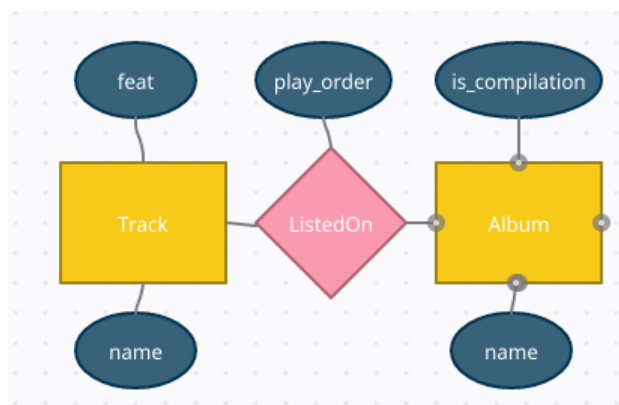 feat
play_order
is_compilation
Track
ListedOn
Album
name
name